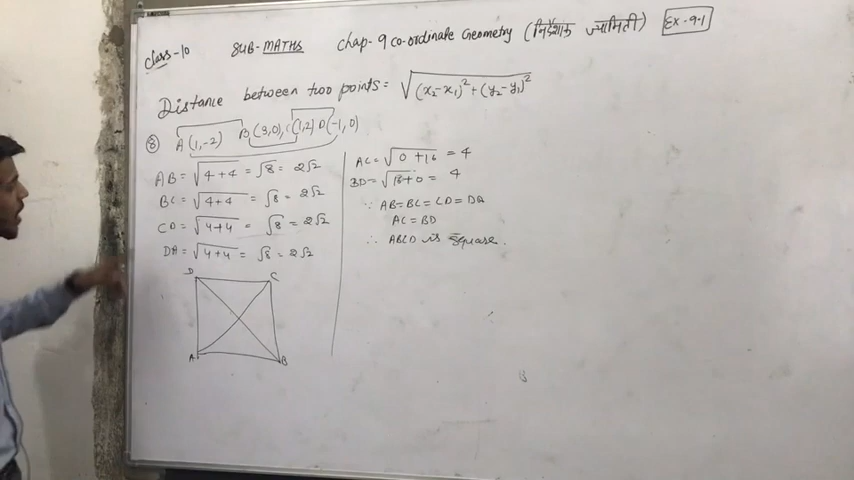 class-10 SUB-MATHS Chap-9 Co-ordinate Geometry (निर्देशांक ज्यामिती) Ex-9.1
Distance between two points = √(x₂-x₁)²+(y₂-y₁)²
⑧ A(1,-2) B(3,0), C(1,2) D(-1,0)
AB = √4+4 = √8 = 2√2
BC = √4+4 = √8 = 2√2
CD = √4+4 = √8 = 2√2
DA = √4+4 = √8 = 2√2
D C
A B
AC = √0+16 = 4
BD = √16+0 = 4
∵ AB=BC=CD=DA
AC=BD
∴ ABCD is square.